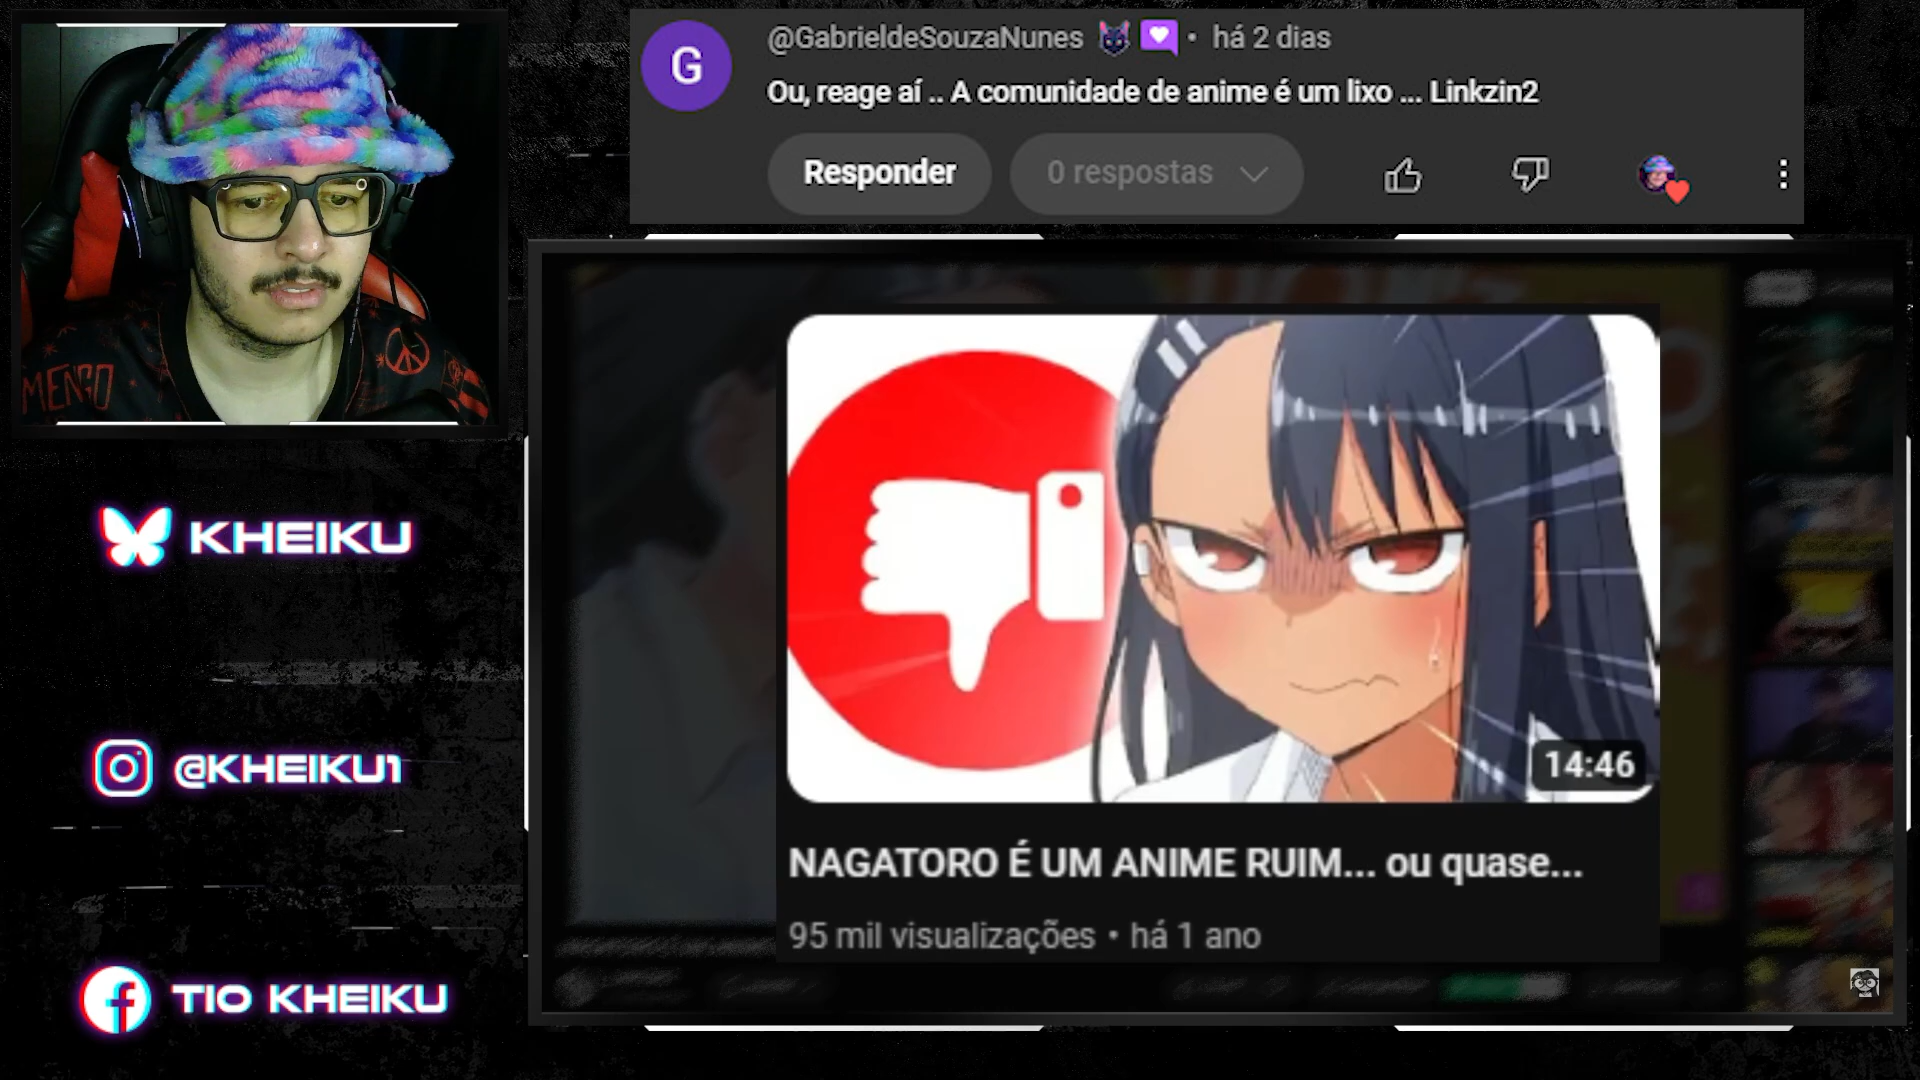 @GabrieldeSouzaNunes • há 2 dias
G
Ou, reage aí .. A comunidade de anime é um lixo ... Linkzin2
Responder
0 respostas
MENGO
KHEIKU
@KHEIKU1
TIO KHEIKU
14:46
NAGATORO É UM ANIME RUIM... ou quase...
95 mil visualizações • há 1 ano